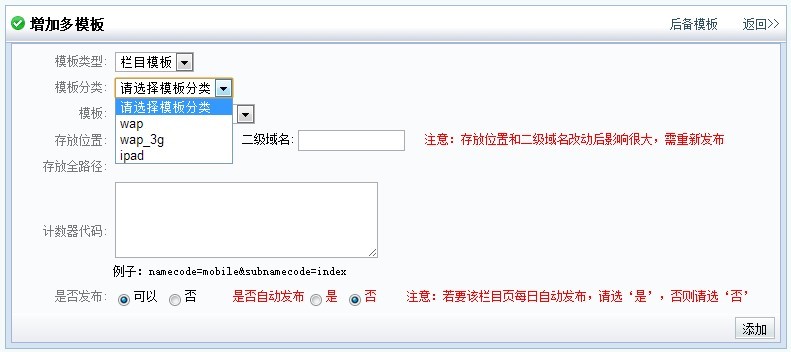 增加多模板 后备模板 返回>>
模板类型: 栏目模板
模板分类: 请选择模板分类
请选择模板分类
模板:
wap
wap_3g
ipad
存放位置: 二级域名: 注意: 存放位置和二级域名改动后影响很大，需重新发布
存放全路径:
计数器代码:
例子: namecode=mobile&subnamecode=index
是否发布: 可以 否 是否自动发布 是 否 注意: 若要该栏目页每日自动发布，请选‘是’，否则请选‘否’
添加